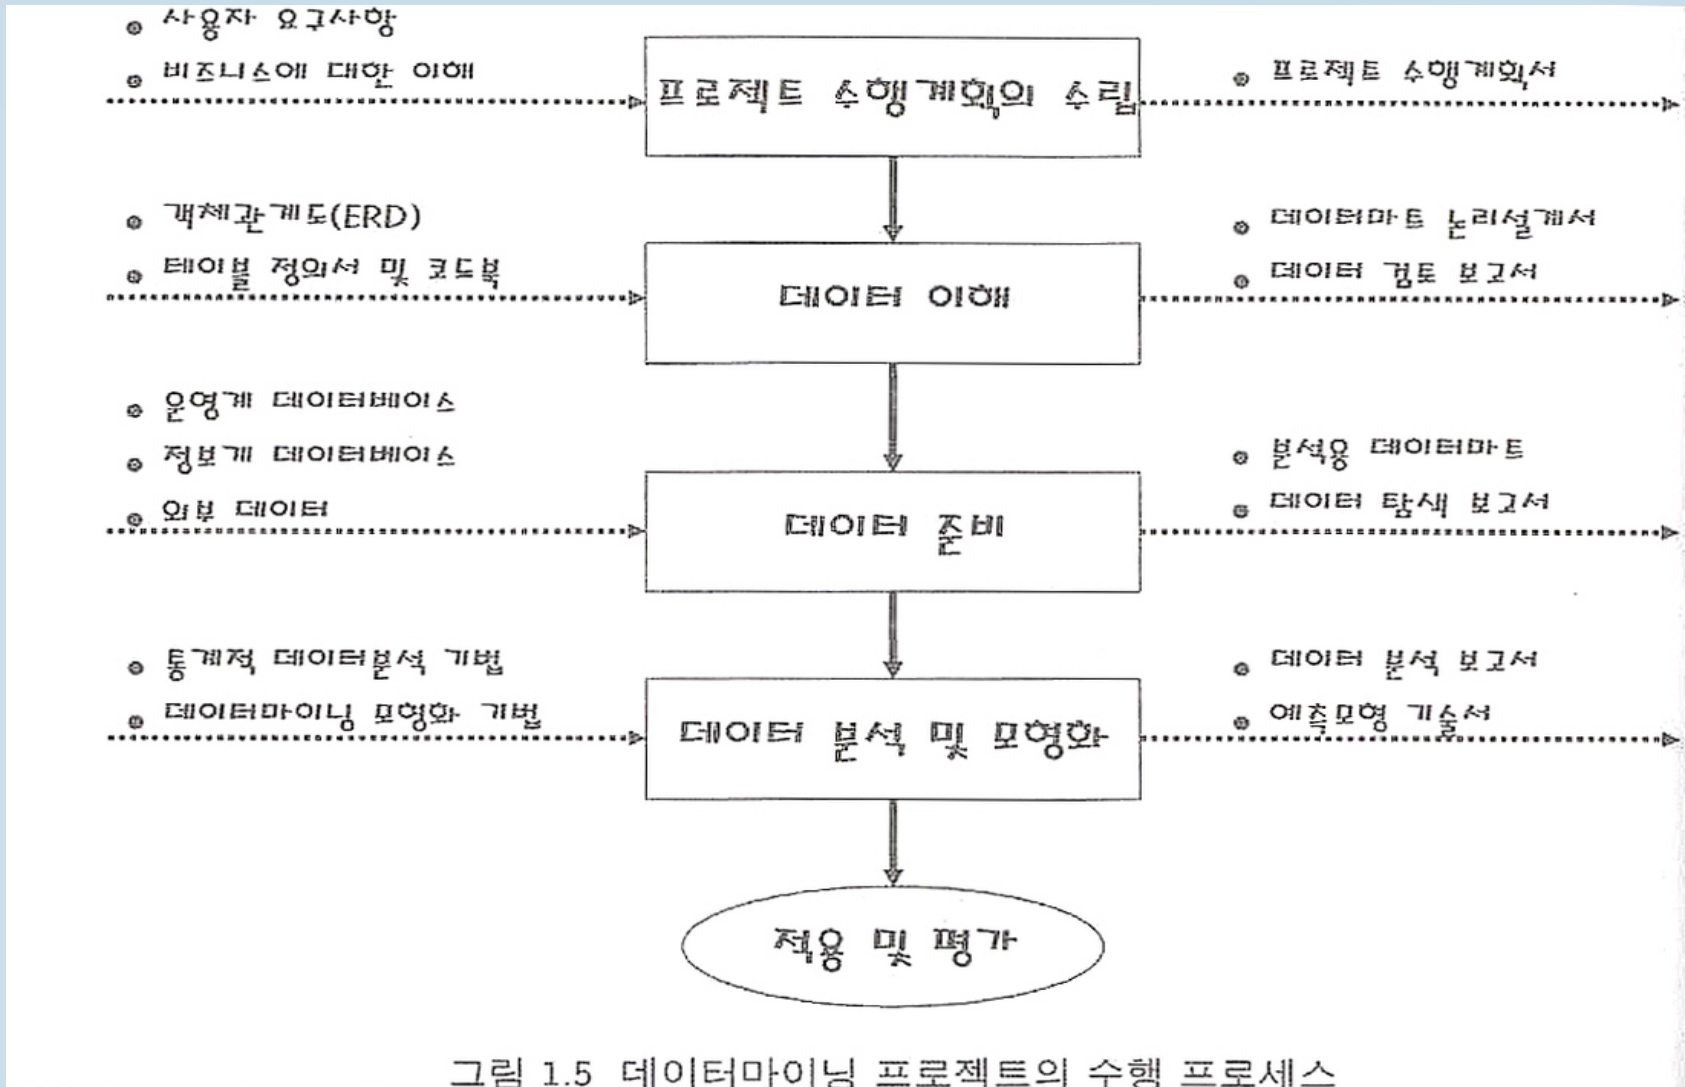 사용자 요구사항
비즈니스에 대한 이해
프로젝트 수행계획의 수립
프로젝트 수행계획서
객체관계도(ERD)
테이블 정의서 및 코드북
데이터 이해
데이터마트 논리설계서
데이터 검토 보고서
운영계 데이터베이스
정보계 데이터베이스
외부 데이터
데이터 준비
분석용 데이터마트
데이터 탐색 보고서
통계적 데이터분석 기법
데이터마이닝 모형화 기법
데이터 분석 및 모형화
데이터 분석 보고서
예측모형 기술서
적용 및 평가
그림 1.5 데이터마이닝 프로젝트의 수행 프로세스